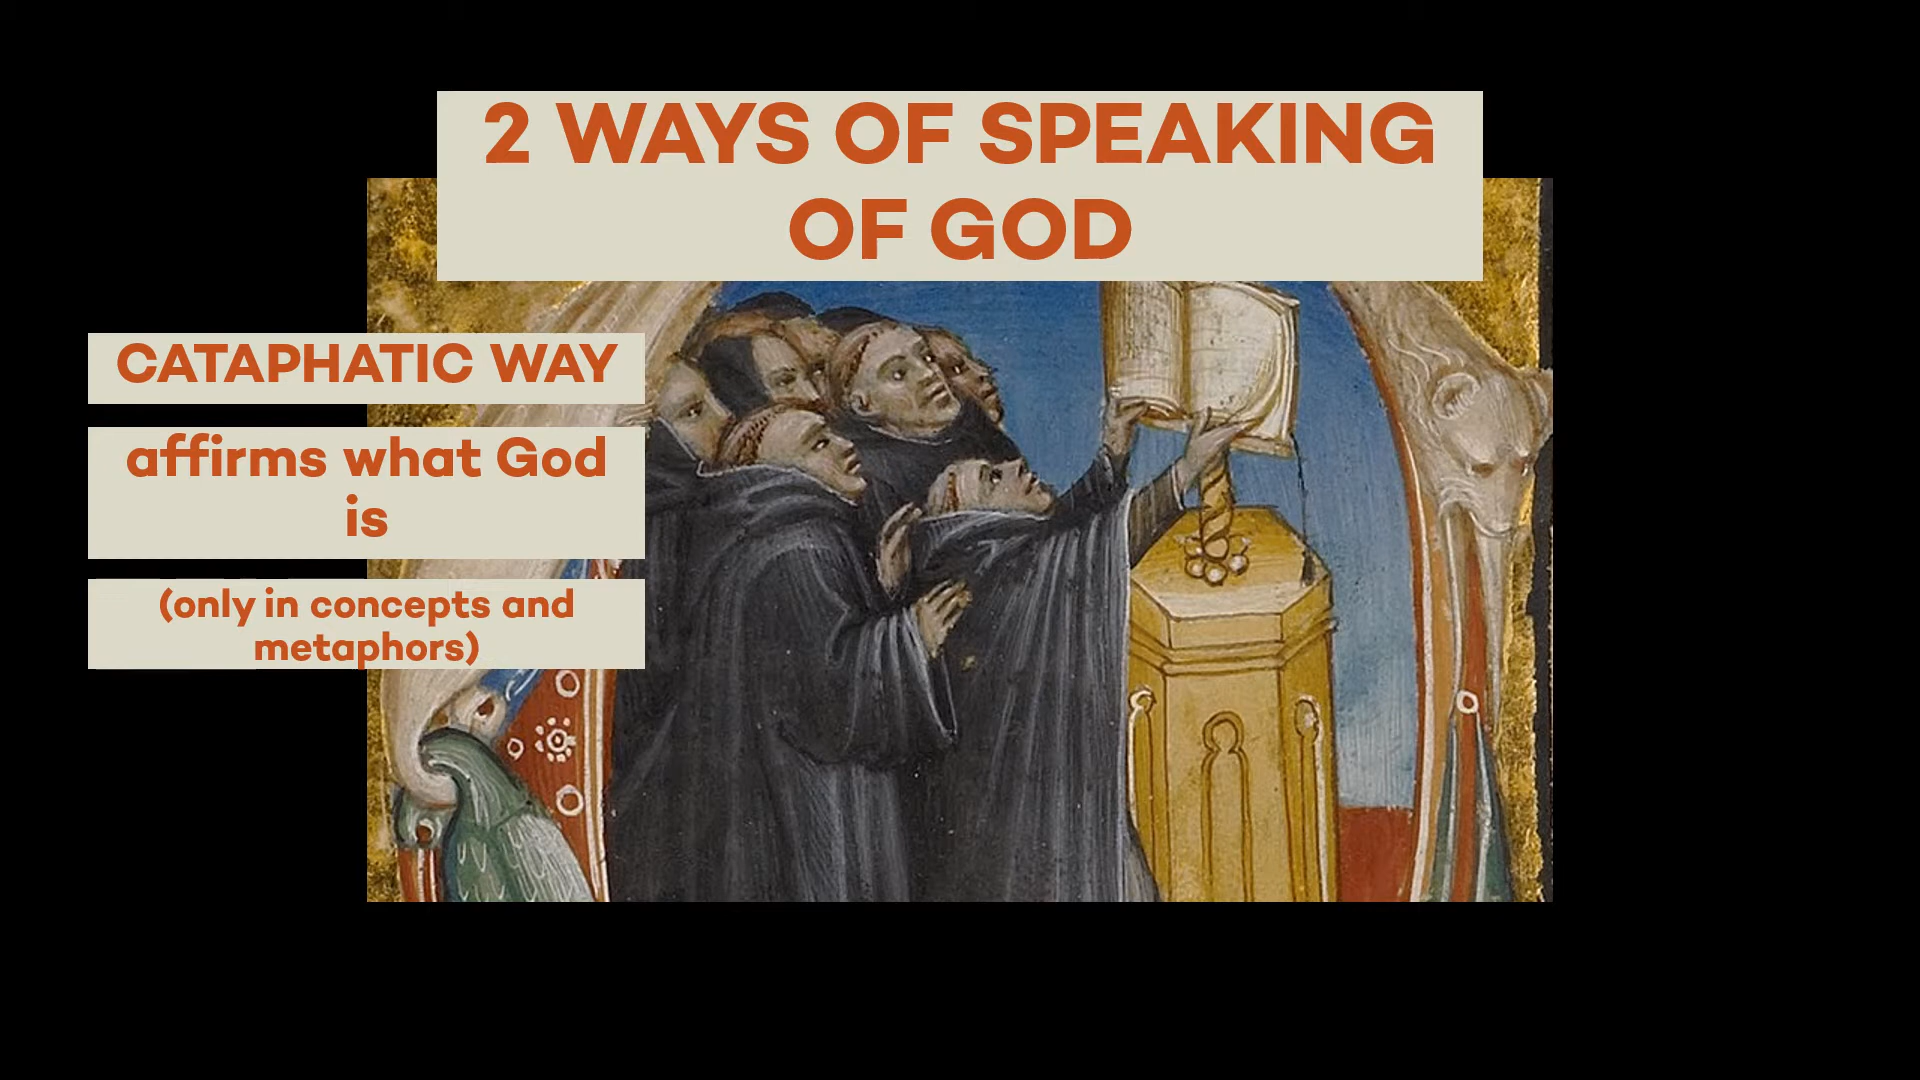 2 WAYS OF SPEAKING
OF GOD
CATAPHATIC WAY
affirms what God
is
(only in concepts and
metaphors)